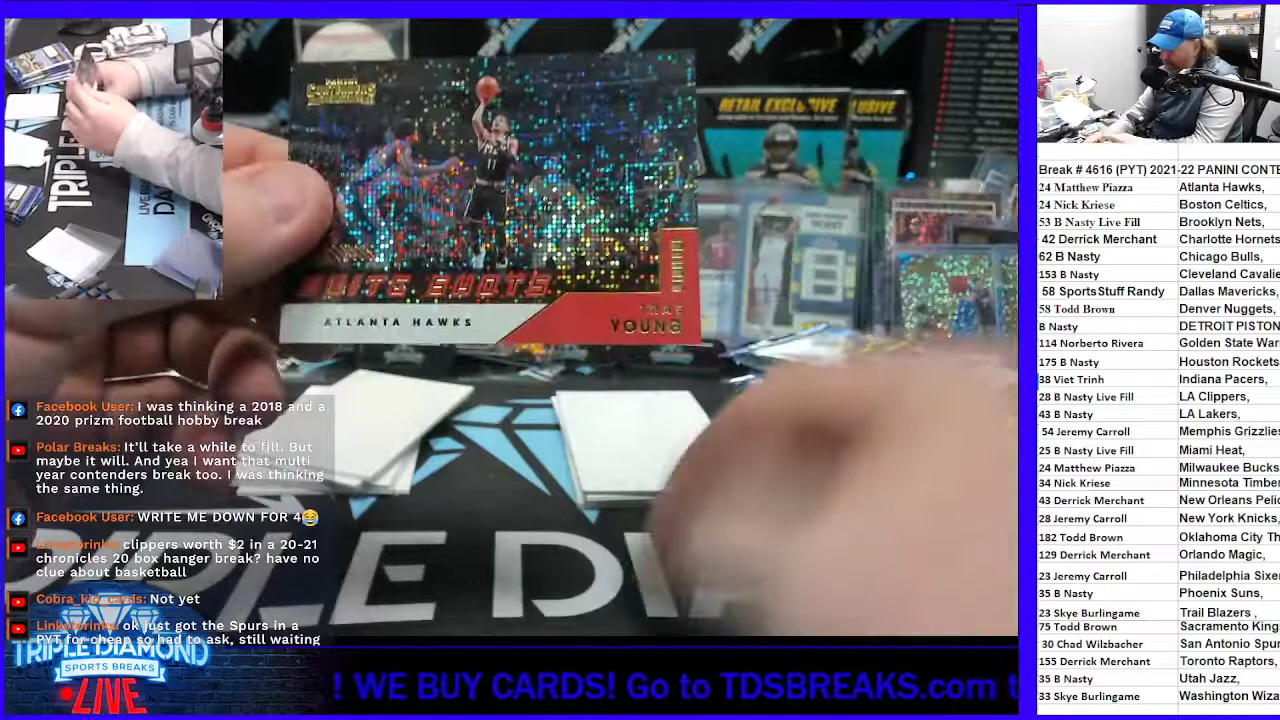 PANINI
Contenders
11
SUITE SHOTS
ATLANTA HAWKS
TRAE
YOUNG
RETAIL EXCLUSIVE
TRIPLE
Facebook User: I was thinking a 2018 and a
2020 prizm football hobby break
Polar Breaks: It'll take a while to fill. But
maybe it will. And yea I want that multi
year contenders break too. I was thinking
the same thing.
Facebook User: WRITE ME DOWN FOR 4😂
clippers worth $2 in a 20-21
chronicles 20 box hanger break? have no
clue about basketball
Cobra_kid_cards: Not yet
ok just got the Spurs in a
PYT for cheap so had to ask, still waiting
TRIPLE DIAMOND
SPORTS BREAKS
LIVE
WE BUY CARDS!
Break # 4616 (PYT) 2021-22 PANINI CONTE
24 Matthew Piazza Atlanta Hawks,
24 Nick Kriese Boston Celtics,
53 B Nasty Live Fill Brooklyn Nets,
42 Derrick Merchant Charlotte Hornets
62 B Nasty Chicago Bulls,
153 B Nasty Cleveland Cavali
58 SportsStuff Randy Dallas Mavericks,
58 Todd Brown Denver Nuggets,
B Nasty DETROIT PISTON
114 Norberto Rivera Golden State War
175 B Nasty Houston Rockets
38 Viet Trinh Indiana Pacers,
28 B Nasty Live Fill LA Clippers,
43 B Nasty LA Lakers,
54 Jeremy Carroll Memphis Grizzlie
25 B Nasty Live Fill Miami Heat,
24 Matthew Piazza Milwaukee Bucks
34 Nick Kriese Minnesota Timber
43 Derrick Merchant New Orleans Pelic
28 Jeremy Carroll New York Knicks,
182 Todd Brown Oklahoma City Th
129 Derrick Merchant Orlando Magic,
23 Jeremy Carroll Philadelphia Sixe
35 B Nasty Phoenix Suns,
23 Skye Burlingame Trail Blazers ,
75 Todd Brown Sacramento King
30 Chad Wilman San Antonio Spu
B Nasty Toronto Raptors,
35 B Nasty Utah Jazz,
33 Skye Burlingame Washington Wiza